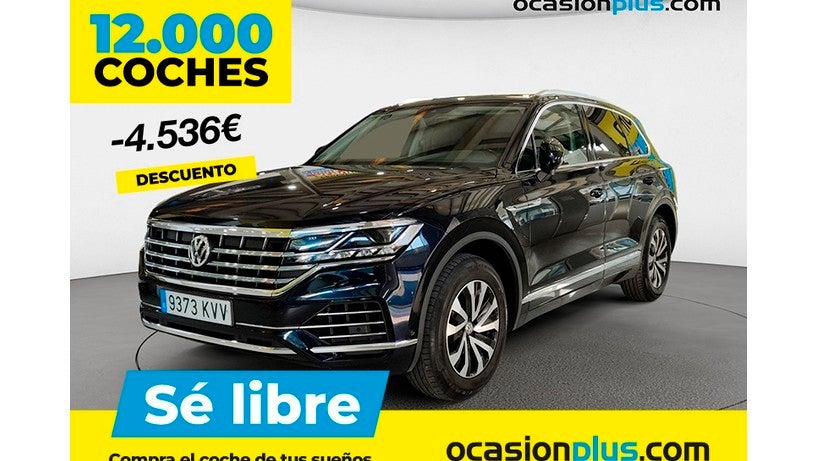 ocasionplus.com
12.000
COCHES
-4.536€
DESCUENTO
9373 KVV
Sé libre
Compra el coche de tus sueños
ocasionplus.com